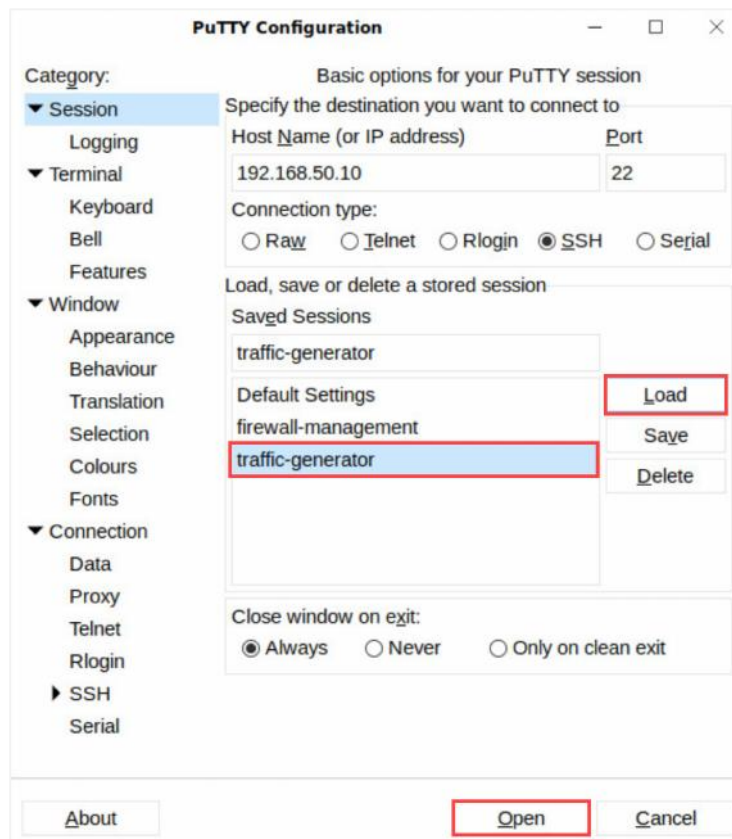 PuTTY Configuration
Category:
Session
Logging
Terminal
Keyboard
Bell
Features
Window
Appearance
Behaviour
Translation
Selection
Colours
Fonts
Connection
Data
Proxy
Telnet
Rlogin
SSH
Serial
Basic options for your PuTTY session
Specify the destination you want to connect to
Host Name (or IP address) Port
192.168.50.10 22
Connection type:
Raw Telnet Rlogin SSH Serial
Load, save or delete a stored session
Saved Sessions
traffic-generator
Default Settings
firewall-management
traffic-generator
Load
Save
Delete
Close window on exit:
Always Never Only on clean exit
About Open Cancel